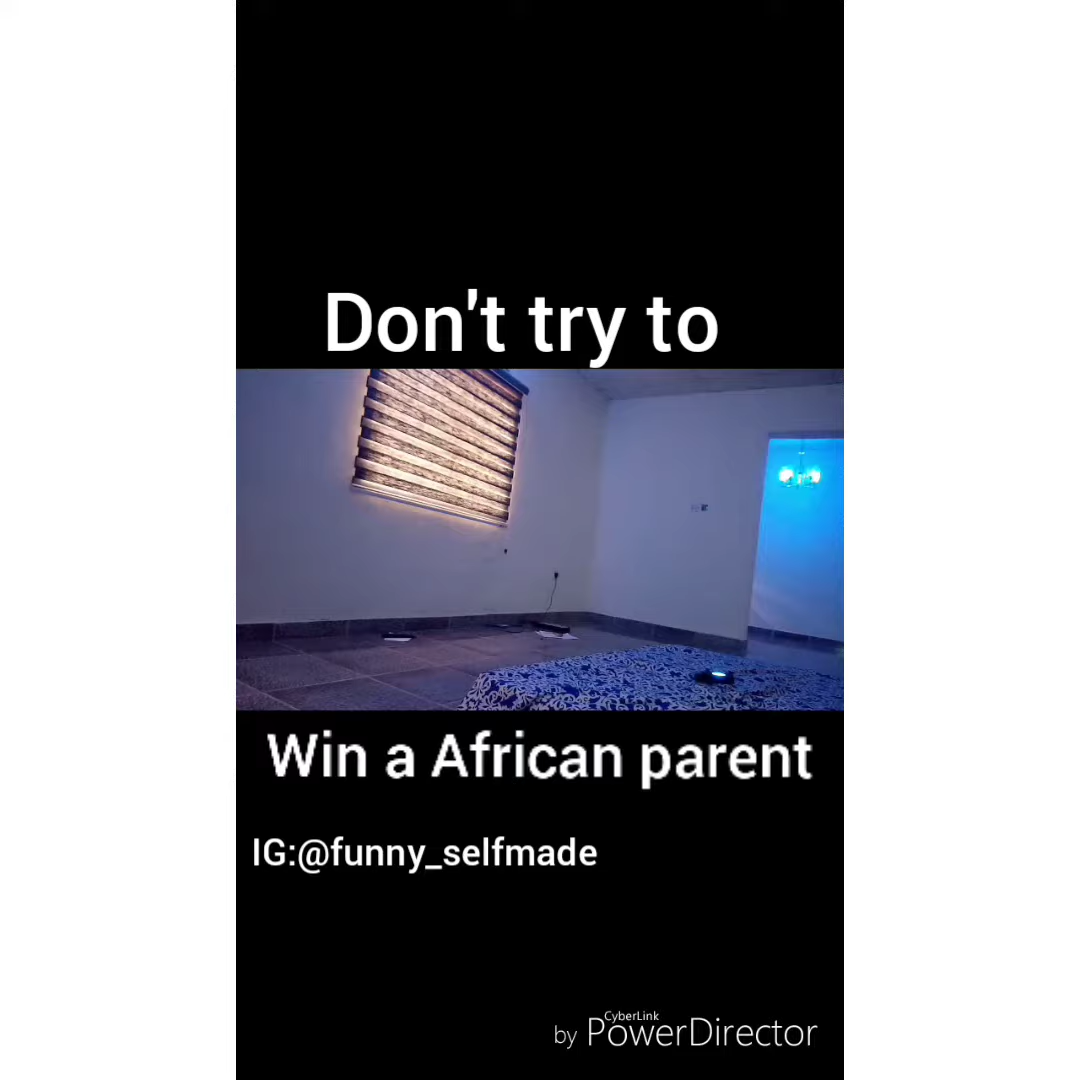 Don't try to
Win a African parent
IG:@funny_selfmade
CyberLink
by PowerDirector